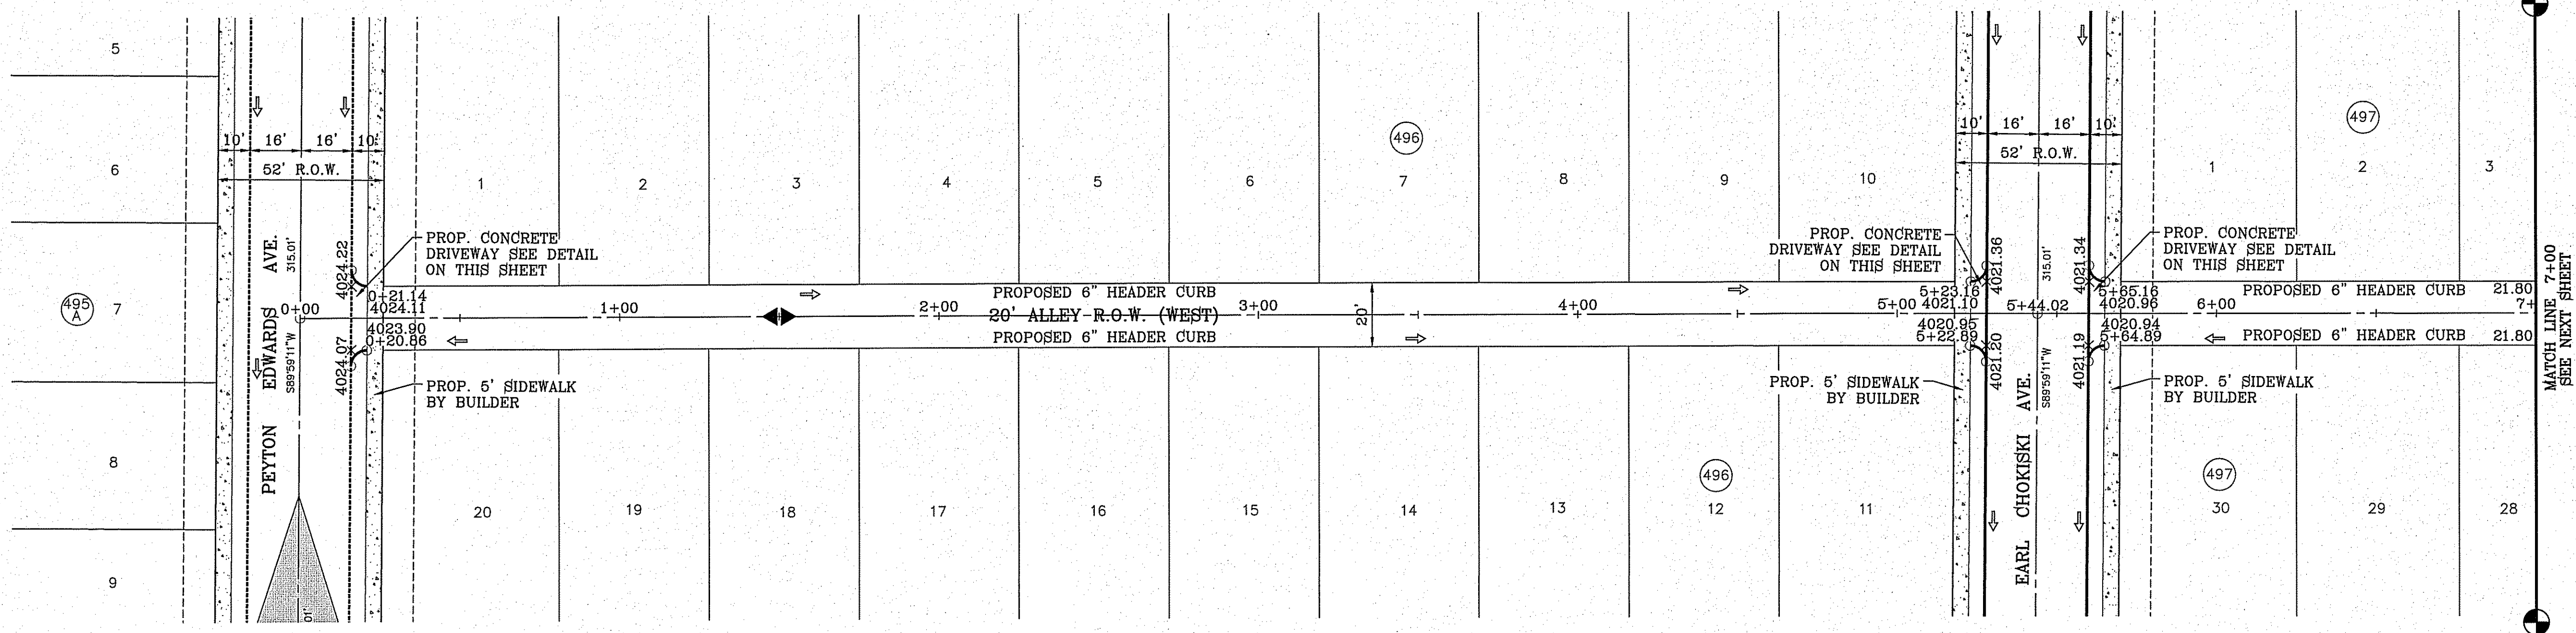 5
6
495
A
7
8
9
10'
16'
16'
10'
52' R.O.W.
PEYTON EDWARDS AVE.
315.01'
S89°59'11"W
4024.22
4024.07
0+00
0+21.14
4024.11
4023.90
0+20.86
01'
PROP. CONCRETE
DRIVEWAY SEE DETAIL
ON THIS SHEET
PROP. 5' SIDEWALK
BY BUILDER
1
2
3
4
5
6
496
7
8
9
10
1+00
2+00
3+00
4+00
5+00
PROPOSED 6" HEADER CURB
20' ALLEY R.O.W. (WEST)
PROPOSED 6" HEADER CURB
20'
20
19
18
17
16
15
14
13
496
12
11
PROP. CONCRETE
DRIVEWAY SEE DETAIL
ON THIS SHEET
PROP. 5' SIDEWALK
BY BUILDER
5+23.16
4021.10
4020.95
5+22.89
10'
16'
16'
10'
52' R.O.W.
4021.36
4021.20
EARL CHOKISKI AVE.
315.01'
S89°59'11"W
5+44.02
4021.34
4021.19
5+65.16
4020.96
4020.94
5+64.89
PROP. CONCRETE
DRIVEWAY SEE DETAIL
ON THIS SHEET
PROP. 5' SIDEWALK
BY BUILDER
1
497
2
3
6+00
7+
PROPOSED 6" HEADER CURB
21.80
PROPOSED 6" HEADER CURB
21.80
497
30
29
28
MATCH LINE 7+00
SEE NEXT SHEET